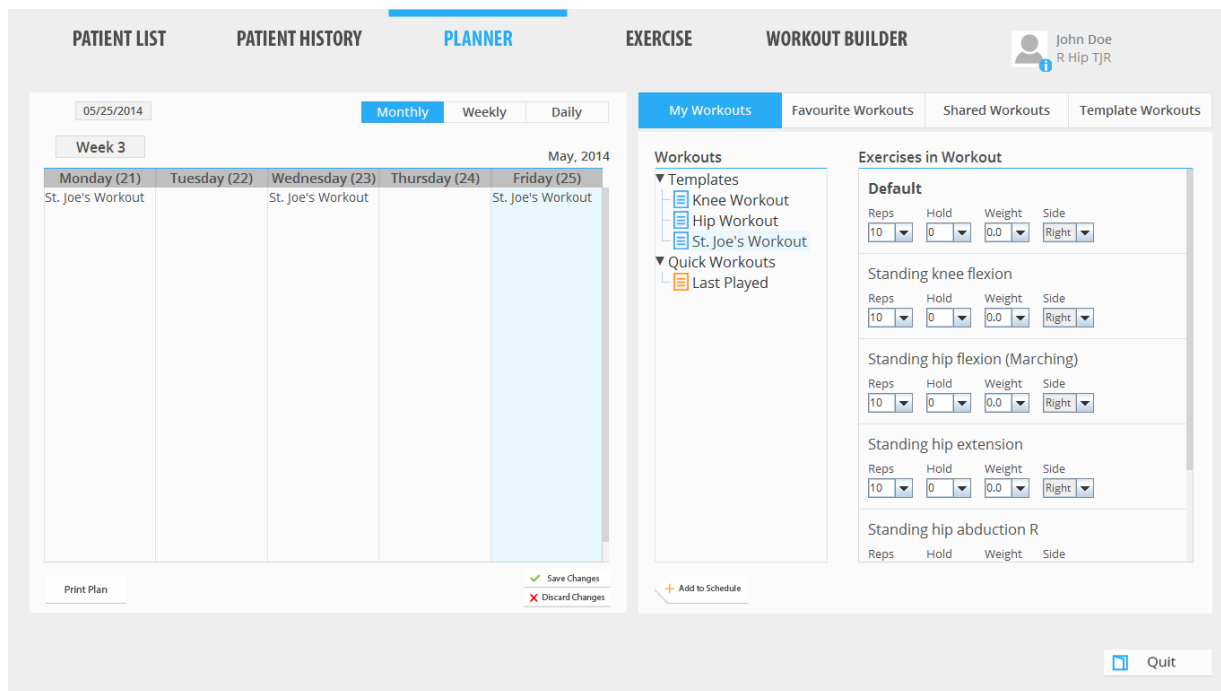 PATIENT LIST PATIENT HISTORY PLANNER EXERCISE WORKOUT BUILDER
John Doe
R Hip TJR
05/25/2014 Monthly Weekly Daily
Week 3
May, 2014
Monday (21) Tuesday (22) Wednesday (23) Thursday (24) Friday (25)
St. Joe's Workout St. Joe's Workout St. Joe's Workout
Print Plan
Save Changes
Discard Changes
My Workouts Favourite Workouts Shared Workouts Template Workouts
Workouts
Templates
Knee Workout
Hip Workout
St. Joe's Workout
Quick Workouts
Last Played
Add to Schedule
Exercises in Workout
Default
Reps Hold Weight Side
10 0 0.0 Right
Standing knee flexion
Reps Hold Weight Side
10 0 0.0 Right
Standing hip flexion (Marching)
Reps Hold Weight Side
10 0 0.0 Right
Standing hip extension
Reps Hold Weight Side
10 0 0.0 Right
Standing hip abduction R
Reps Hold Weight Side
Quit